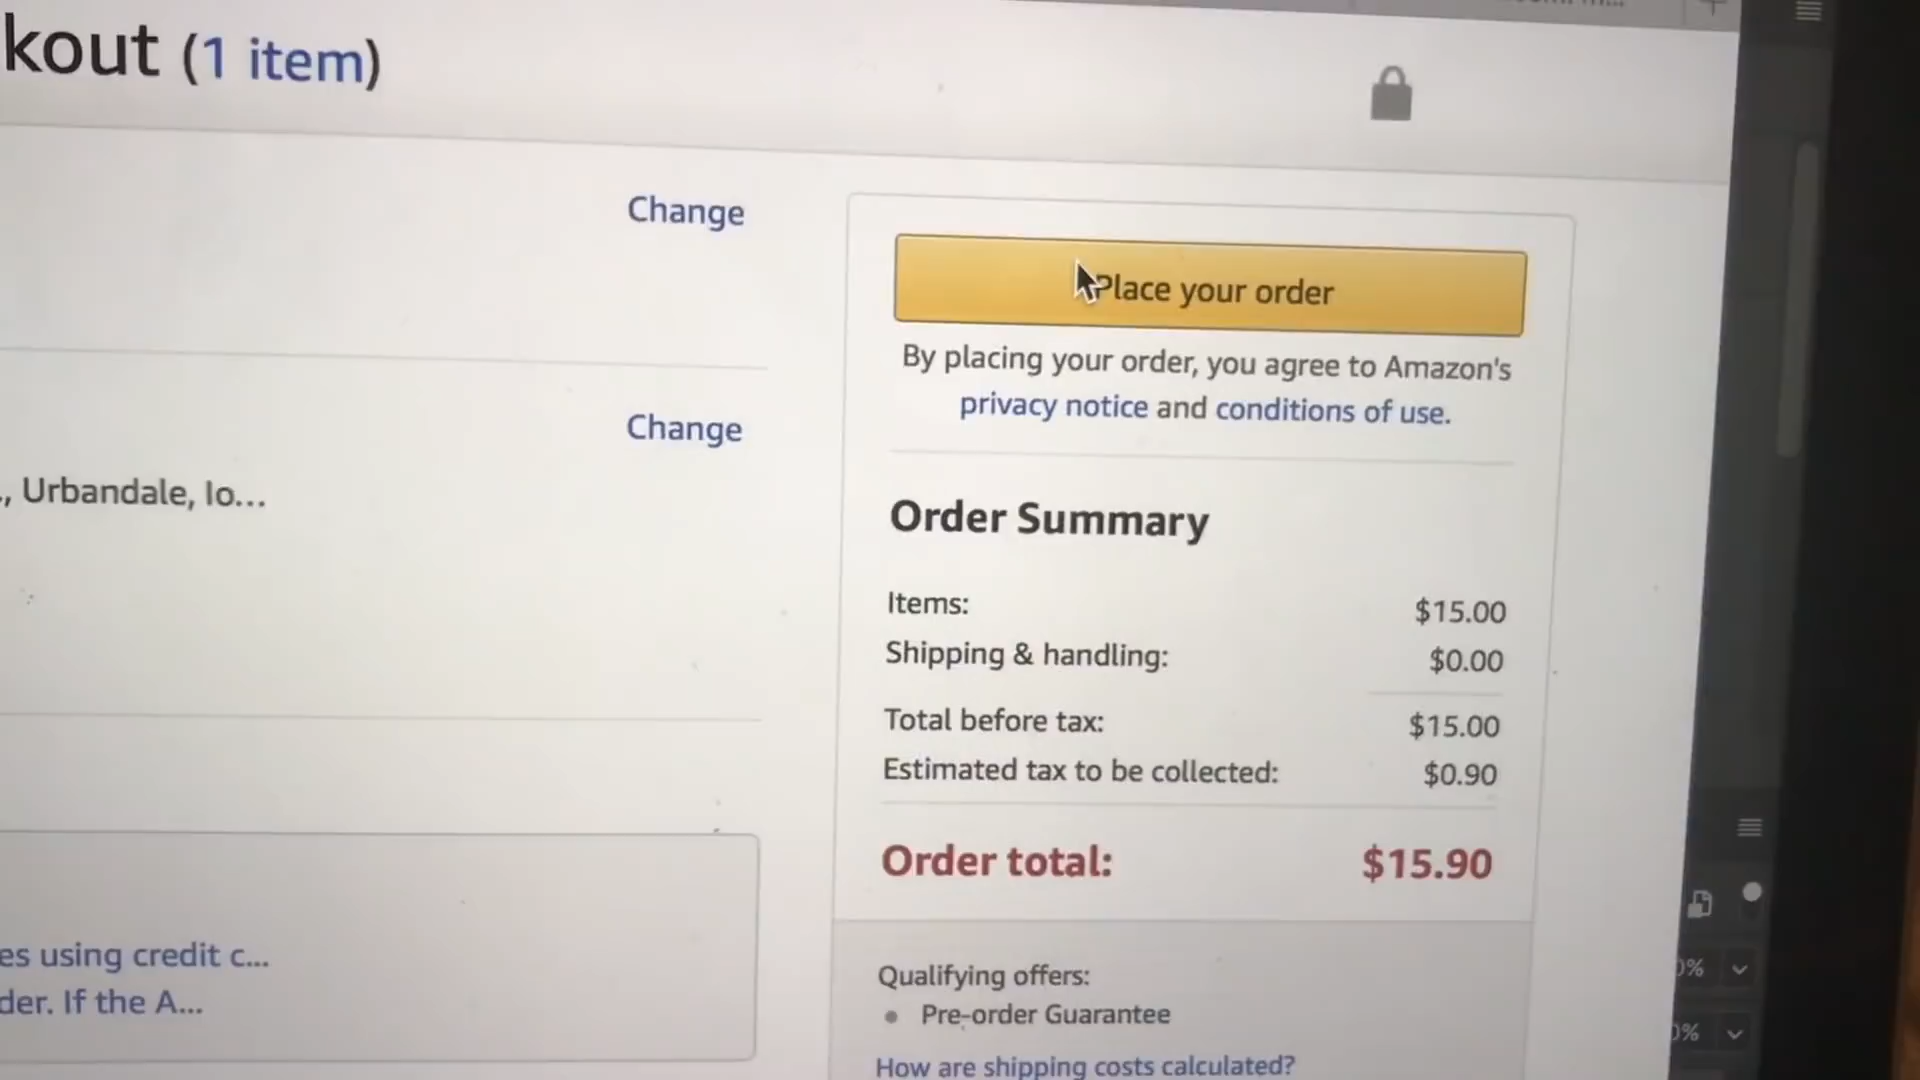 kout (1 item)
Change
Place your order
By placing your order, you agree to Amazon's
privacy notice and conditions of use.
Change
, Urbandale, Io...
Order Summary
Items: $15.00
Shipping & handling: $0.00
Total before tax: $15.00
Estimated tax to be collected: $0.90
Order total: $15.90
es using credit c...
der. If the A...
Qualifying offers:
• Pre-order Guarantee
How are shipping costs calculated?
0%
0%